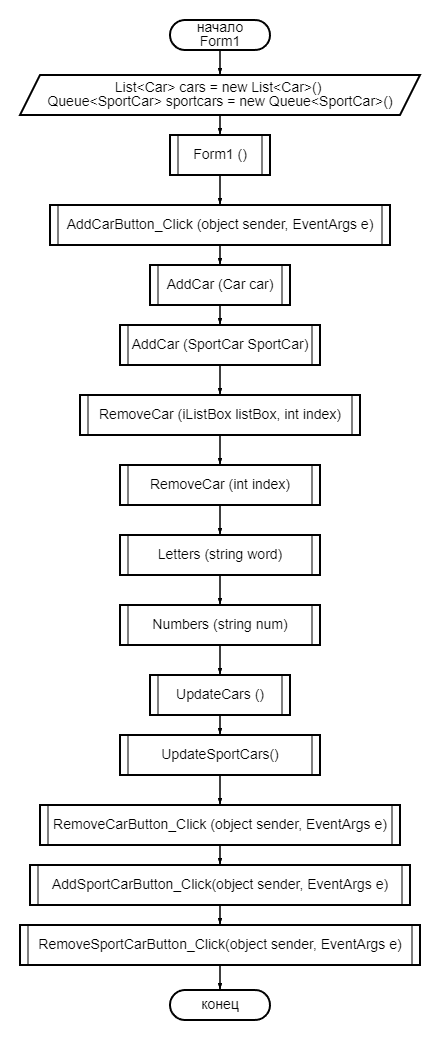 начало
Form1
List<Car> cars = new List<Car>()
Queue<SportCar> sportcars = new Queue<SportCar>()
Form1 ()
AddCarButton_Click (object sender, EventArgs e)
AddCar (Car car)
AddCar (SportCar SportCar)
RemoveCar (iListBox listBox, int index)
RemoveCar (int index)
Letters (string word)
Numbers (string num)
UpdateCars ()
UpdateSportCars()
RemoveCarButton_Click (object sender, EventArgs e)
AddSportCarButton_Click(object sender, EventArgs e)
RemoveSportCarButton_Click(object sender, EventArgs e)
конец